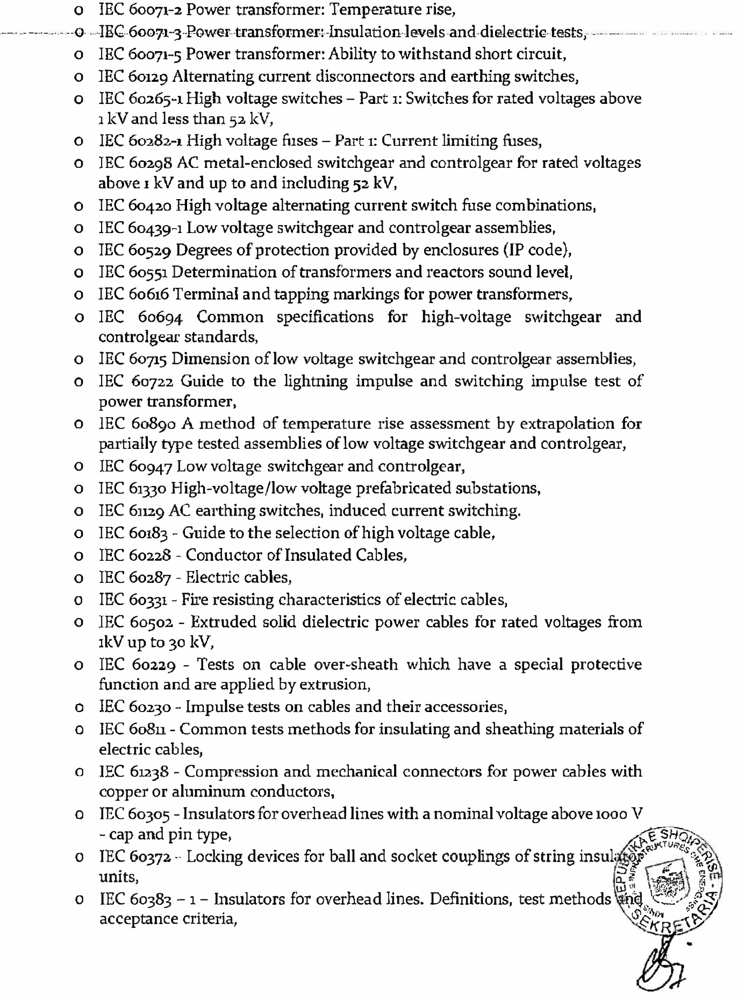 o IEC 60071-2 Power transformer: Temperature rise,
o IEC 60071-3 Power transformer: Insulation levels and dielectric tests,
o IEC 60071-5 Power transformer: Ability to withstand short circuit,
o IEC 60129 Alternating current disconnectors and earthing switches,
o IEC 60265-1 High voltage switches – Part 1: Switches for rated voltages above
1 kV and less than 52 kV,
o IEC 60282-1 High voltage fuses – Part 1: Current limiting fuses,
o IEC 60298 AC metal-enclosed switchgear and controlgear for rated voltages
above 1 kV and up to and including 52 kV,
o IEC 60420 High voltage alternating current switch fuse combinations,
o IEC 60439-1 Low voltage switchgear and controlgear assemblies,
o IEC 60529 Degrees of protection provided by enclosures (IP code),
o IEC 60551 Determination of transformers and reactors sound level,
o IEC 60616 Terminal and tapping markings for power transformers,
o IEC 60694 Common specifications for high-voltage switchgear and
controlgear standards,
o IEC 60715 Dimension of low voltage switchgear and controlgear assemblies,
o IEC 60722 Guide to the lightning impulse and switching impulse test of
power transformer,
o IEC 60890 A method of temperature rise assessment by extrapolation for
partially type tested assemblies of low voltage switchgear and controlgear,
o IEC 60947 Low voltage switchgear and controlgear,
o IEC 61330 High-voltage/low voltage prefabricated substations,
o IEC 61129 AC earthing switches, induced current switching.
o IEC 60183 - Guide to the selection of high voltage cable,
o IEC 60228 - Conductor of Insulated Cables,
o IEC 60287 - Electric cables,
o IEC 60331 - Fire resisting characteristics of electric cables,
o IEC 60502 - Extruded solid dielectric power cables for rated voltages from
1kV up to 30 kV,
o IEC 60229 - Tests on cable over-sheath which have a special protective
function and are applied by extrusion,
o IEC 60230 - Impulse tests on cables and their accessories,
o IEC 60811 - Common tests methods for insulating and sheathing materials of
electric cables,
o IEC 61238 - Compression and mechanical connectors for power cables with
copper or aluminum conductors,
o IEC 60305 - Insulators for overhead lines with a nominal voltage above 1000 V
- cap and pin type,
o IEC 60372 - Locking devices for ball and socket couplings of string insulator
units,
o IEC 60383 – 1 – Insulators for overhead lines. Definitions, test methods and
acceptance criteria,
REPUBLIKA E SHQIPERISE
SEKRETARIA